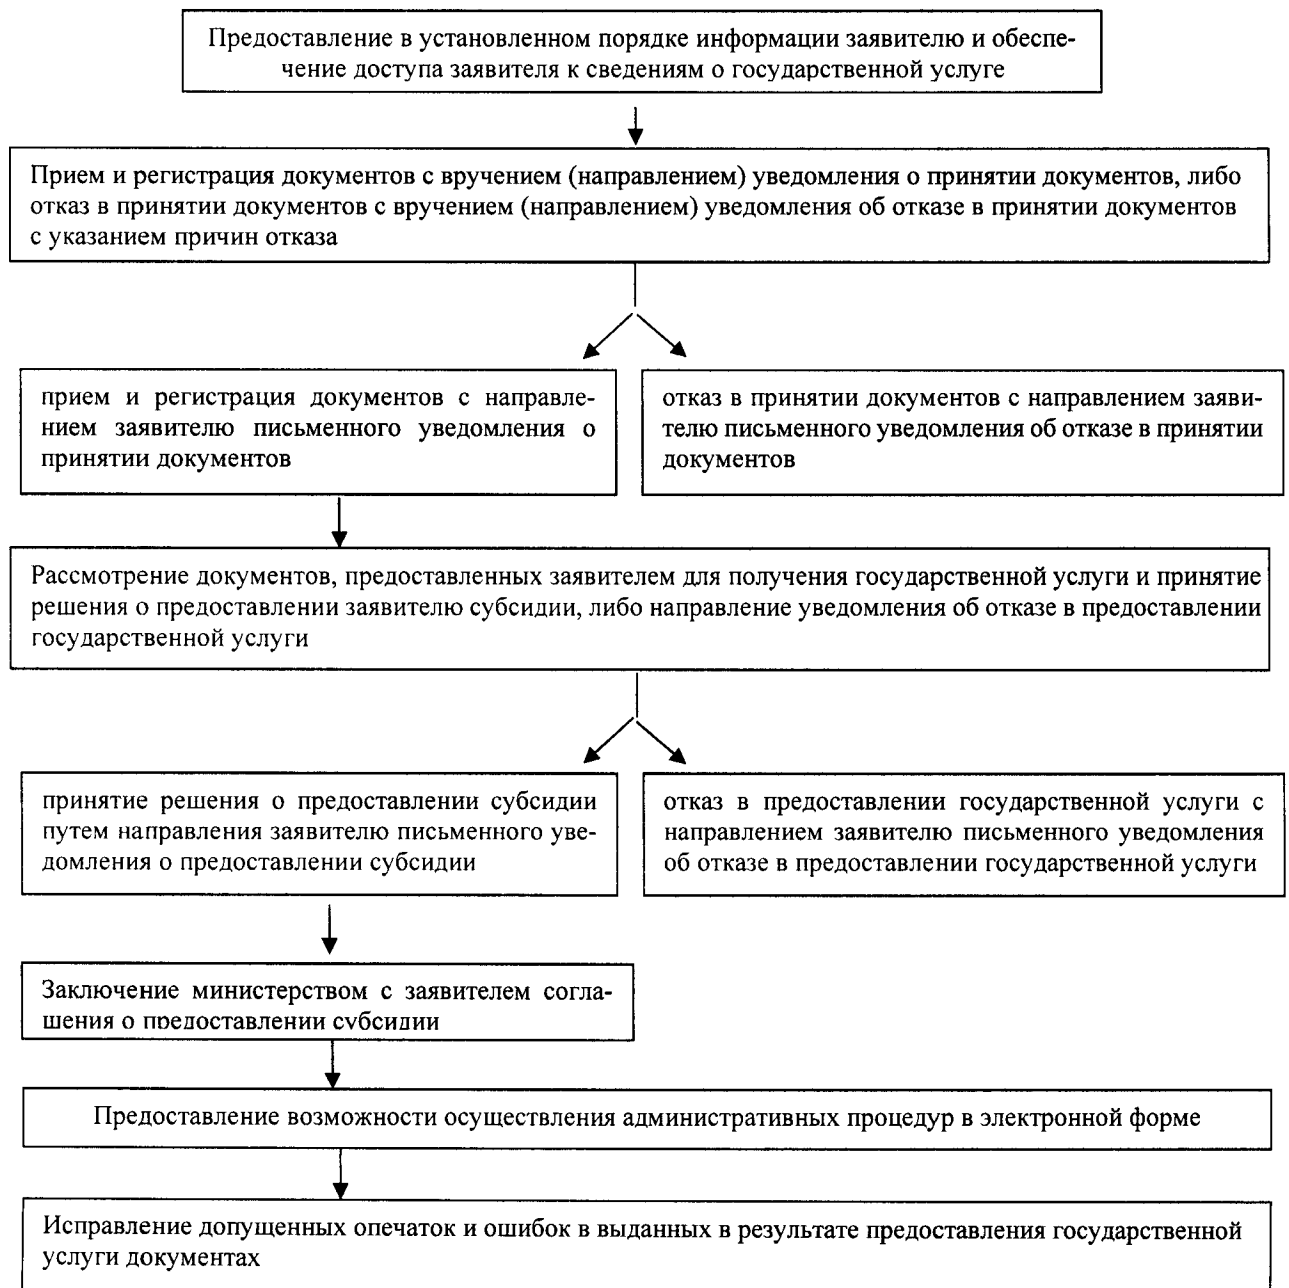 Предоставление в установленном порядке информации заявителю и обеспе-
чение доступа заявителя к сведениям о государственной услуге
Прием и регистрация документов с вручением (направлением) уведомления о принятии документов, либо
отказ в принятии документов с вручением (направлением) уведомления об отказе в принятии документов
с указанием причин отказа
прием и регистрация документов с направле-
нием заявителю письменного уведомления о
принятии документов
отказ в принятии документов с направлением заяви-
телю письменного уведомления об отказе в принятии
документов
Рассмотрение документов, предоставленных заявителем для получения государственной услуги и принятие
решения о предоставлении заявителю субсидии, либо направление уведомления об отказе в предоставлении
государственной услуги
принятие решения о предоставлении субсидии
путем направления заявителю письменного уве-
домления о предоставлении субсидии
отказ в предоставлении государственной услуги с
направлением заявителю письменного уведомления
об отказе в предоставлении государственной услуги
Заключение министерством с заявителем согла-
шения о предоставлении субсидии
Предоставление возможности осуществления административных процедур в электронной форме
Исправление допущенных опечаток и ошибок в выданных в результате предоставления государственной
услуги документах